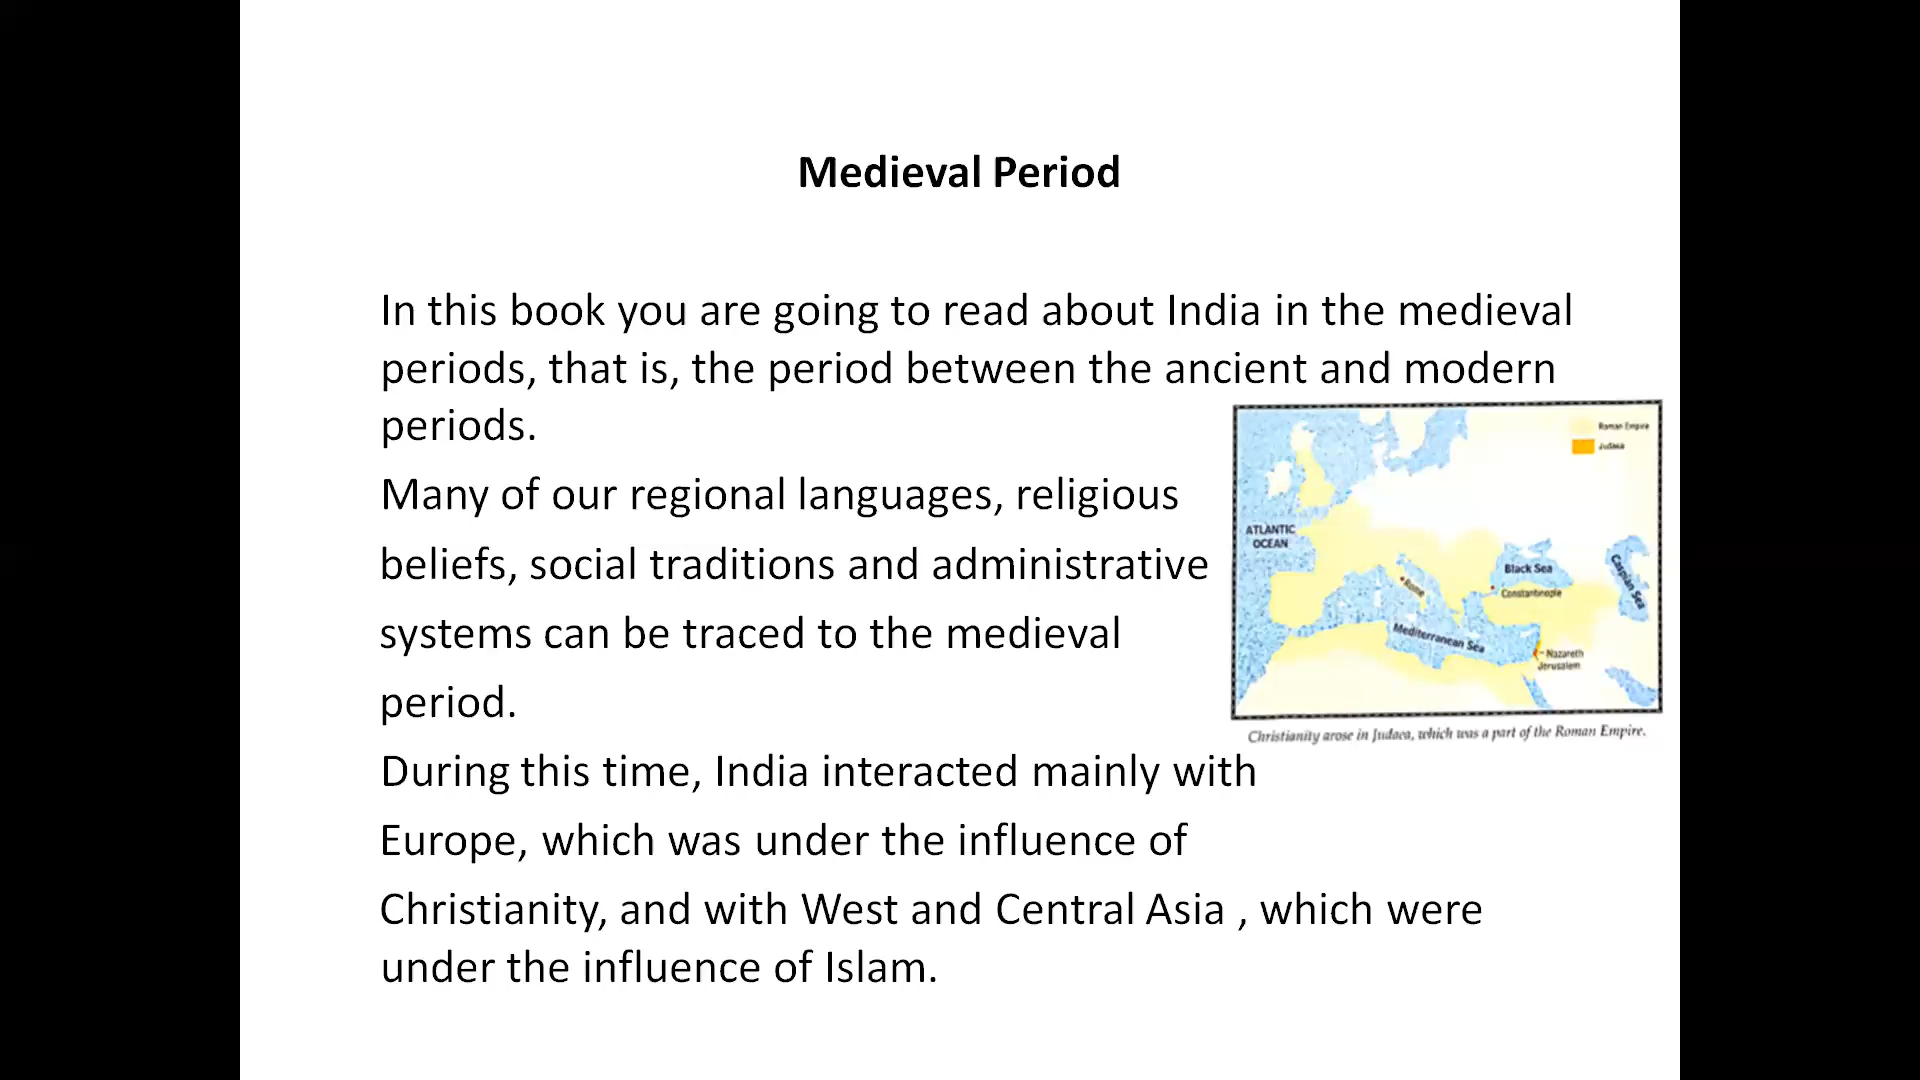 Medieval Period
In this book you are going to read about India in the medieval
periods, that is, the period between the ancient and modern
periods.
Many of our regional languages, religious
beliefs, social traditions and administrative
systems can be traced to the medieval
period.
During this time, India interacted mainly with
Europe, which was under the influence of
Christianity, and with West and Central Asia , which were
under the influence of Islam.
Roman Empire
Judaea
ATLANTIC
OCEAN
Black Sea
Caspian Sea
Rome
Constantinople
Mediterranean Sea
Nazareth
Jerusalem
Christianity arose in Judaea, which was a part of the Roman Empire.